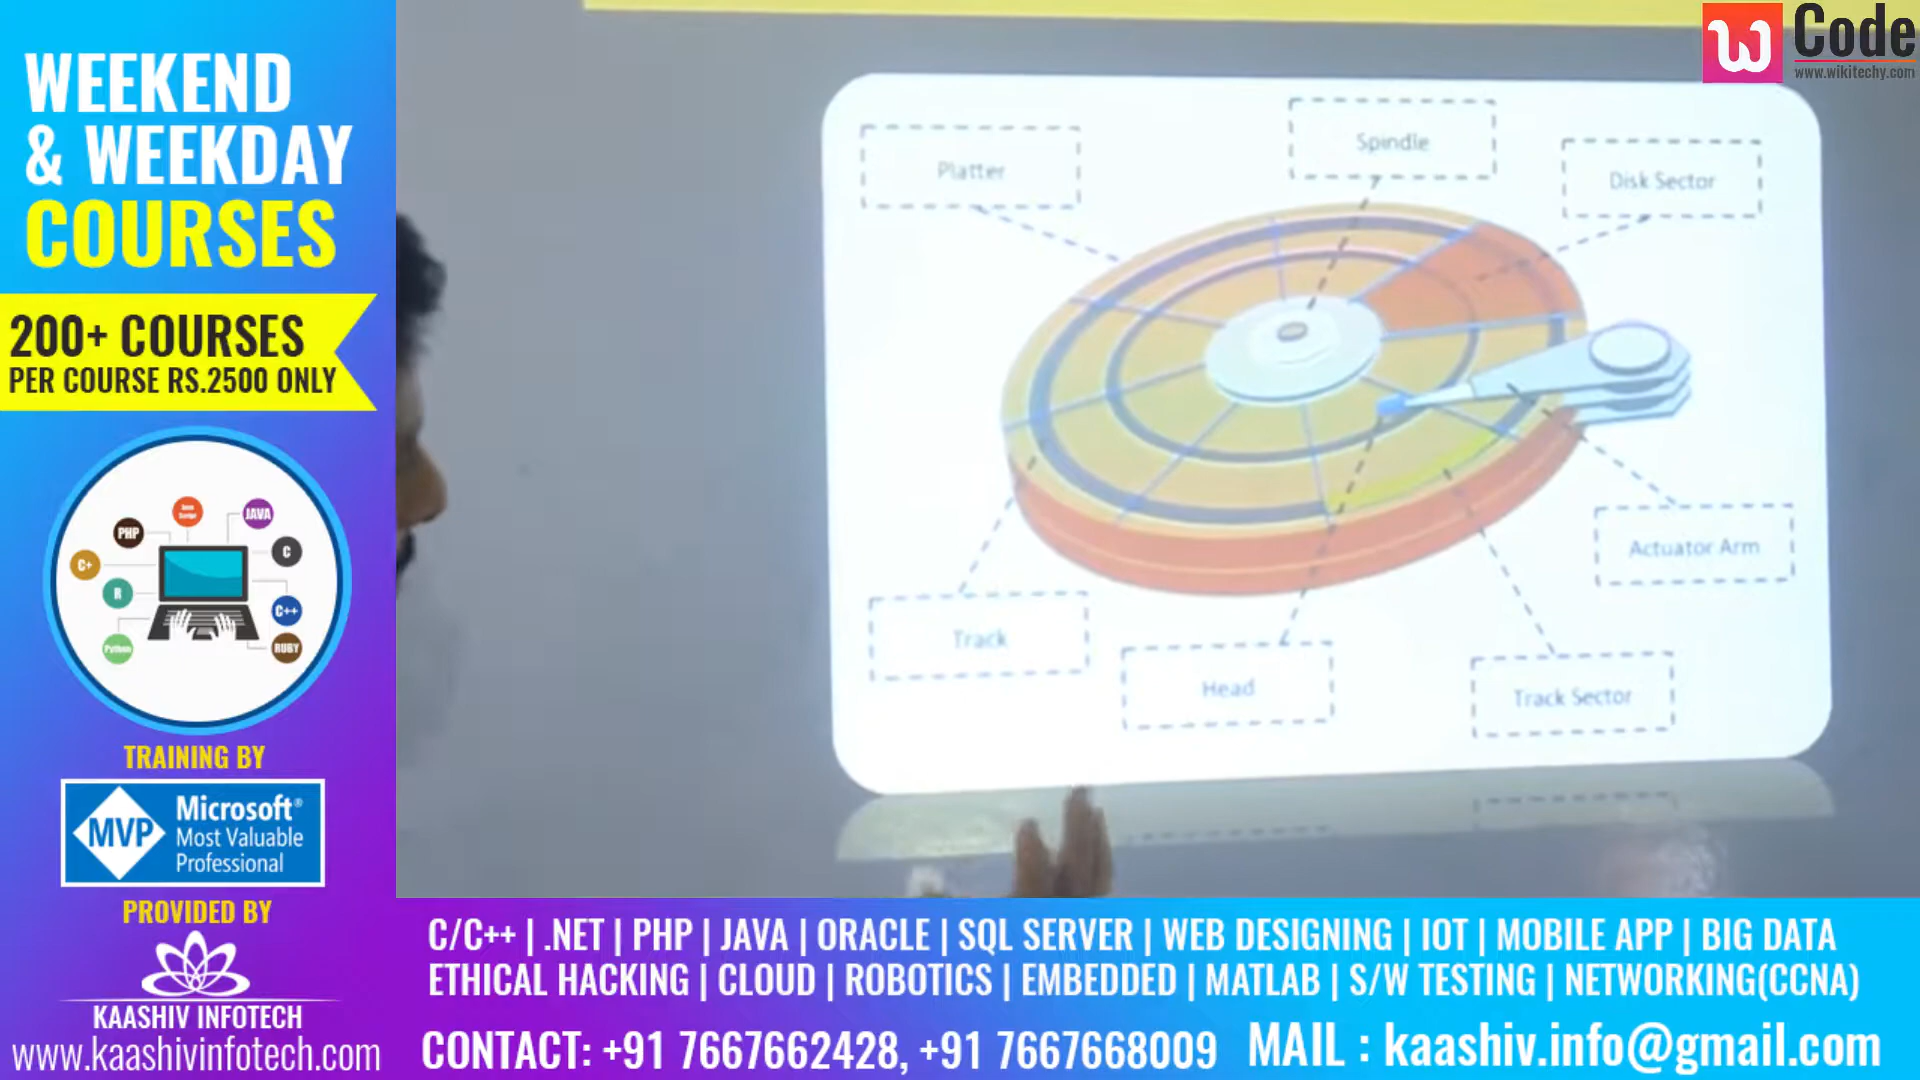 WEEKEND
& WEEKDAY
COURSES
200+ COURSES
PER COURSE RS.2500 ONLY
PHP
Java
Script
JAVA
C+
C
R
C++
Python
RUBY
TRAINING BY
MVP
Microsoft®
Most Valuable
Professional
PROVIDED BY
KAASHIV INFOTECH
www.kaashivinfotech.com
W Code
www.wikitechy.com
Platter
Spindle
Disk Sector
Actuator Arm
Track
Head
Track Sector
C/C++ | .NET | PHP | JAVA | ORACLE | SQL SERVER | WEB DESIGNING | IOT | MOBILE APP | BIG DATA
ETHICAL HACKING | CLOUD | ROBOTICS | EMBEDDED | MATLAB | S/W TESTING | NETWORKING(CCNA)
CONTACT: +91 7667662428, +91 7667668009 MAIL : kaashiv.info@gmail.com